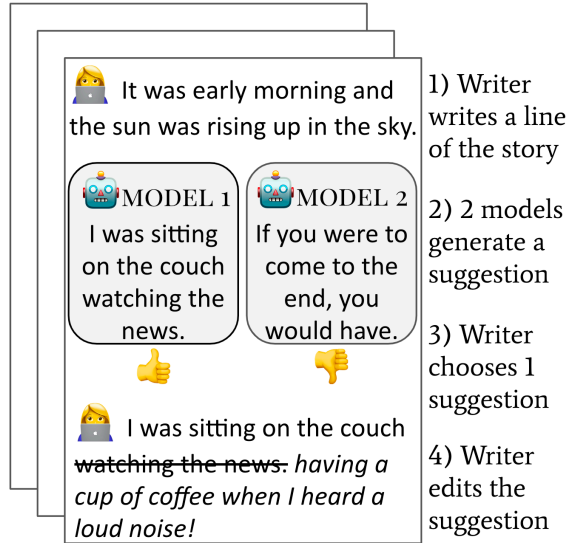 It was early morning and
the sun was rising up in the sky.
MODEL 1
I was sitting
on the couch
watching the
news.
MODEL 2
If you were to
come to the
end, you
would have.
I was sitting on the couch
watching the news. having a
cup of coffee when I heard a
loud noise!
1) Writer
writes a line
of the story
2) 2 models
generate a
suggestion
3) Writer
chooses 1
suggestion
4) Writer
edits the
suggestion